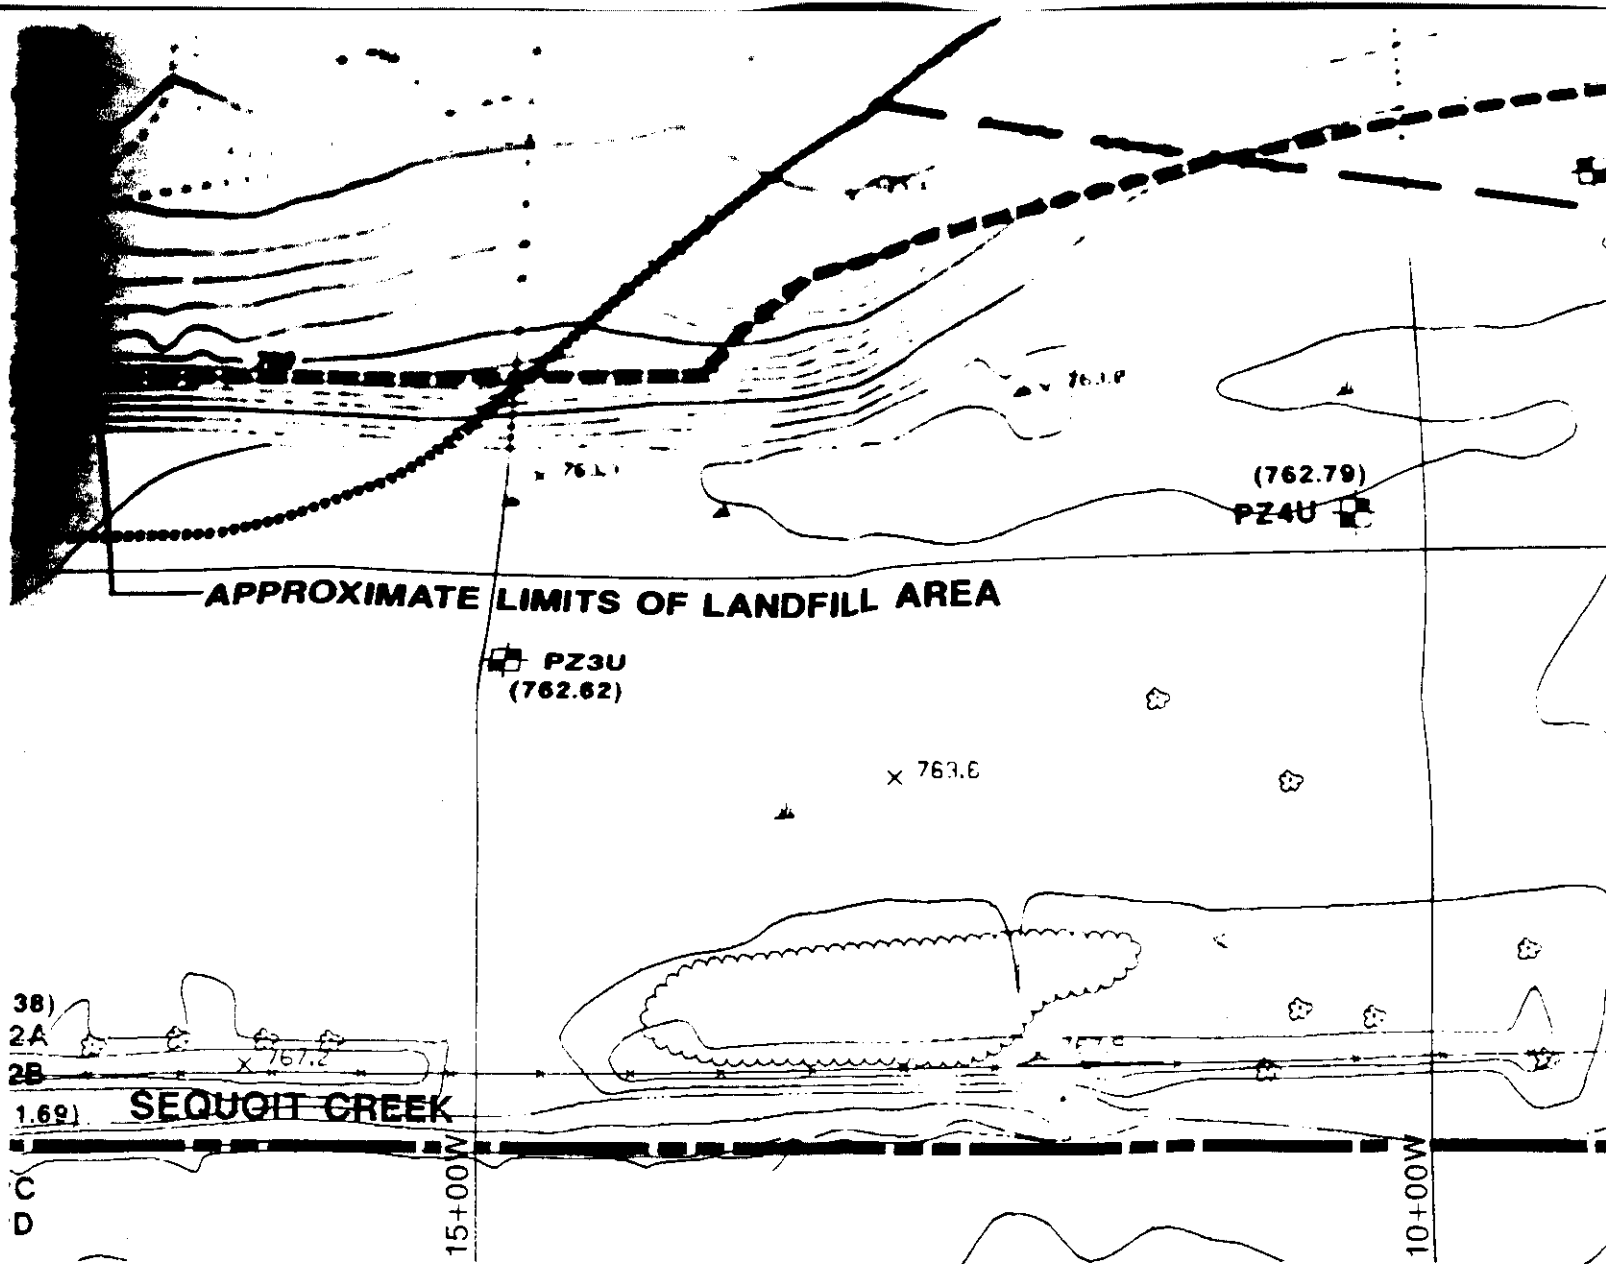 (762.79)
PZ4U
APPROXIMATE LIMITS OF LANDFILL AREA
PZ3U
(762.62)
763.6
38)
2A
767.2
2B
SEQUOIT CREEK
1.69)
C
D
15+00W
10+00W